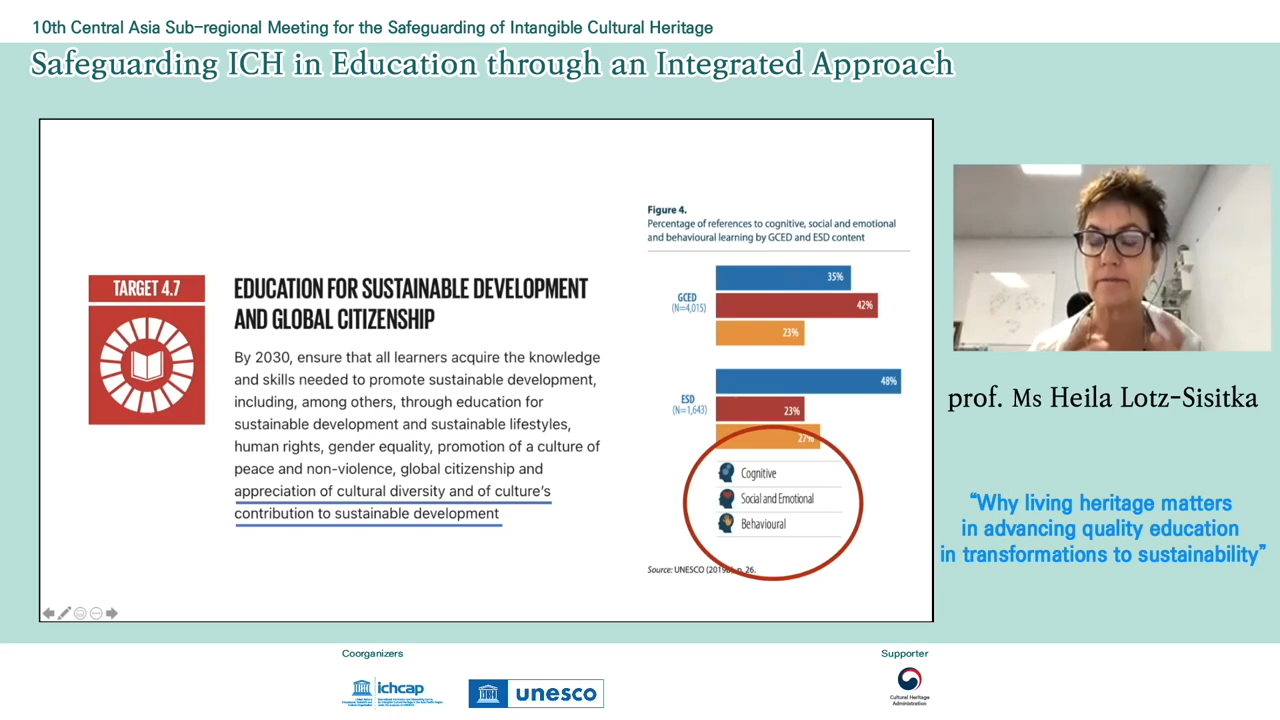 10th Central Asia Sub-regional Meeting for the Safeguarding of Intangible Cultural Heritage
Safeguarding ICH in Education through an Integrated Approach
TARGET 4.7
EDUCATION FOR SUSTAINABLE DEVELOPMENT
AND GLOBAL CITIZENSHIP
By 2030, ensure that all learners acquire the knowledge
and skills needed to promote sustainable development,
including, among others, through education for
sustainable development and sustainable lifestyles,
human rights, gender equality, promotion of a culture of
peace and non-violence, global citizenship and
appreciation of cultural diversity and of culture's
contribution to sustainable development
Figure 4.
Percentage of references to cognitive, social and emotional
and behavioural learning by GCED and ESD content
GCED
(N=4,015)
35%
42%
23%
ESD
(N=1,643)
48%
23%
27%
Cognitive
Social and Emotional
Behavioural
Source: UNESCO p. 26.
prof. Ms Heila Lotz-Sisitka
“Why living heritage matters
in advancing quality education
in transformations to sustainability”
Coorganizers
ichcap
unesco
Supporter
Cultural Heritage
Administration